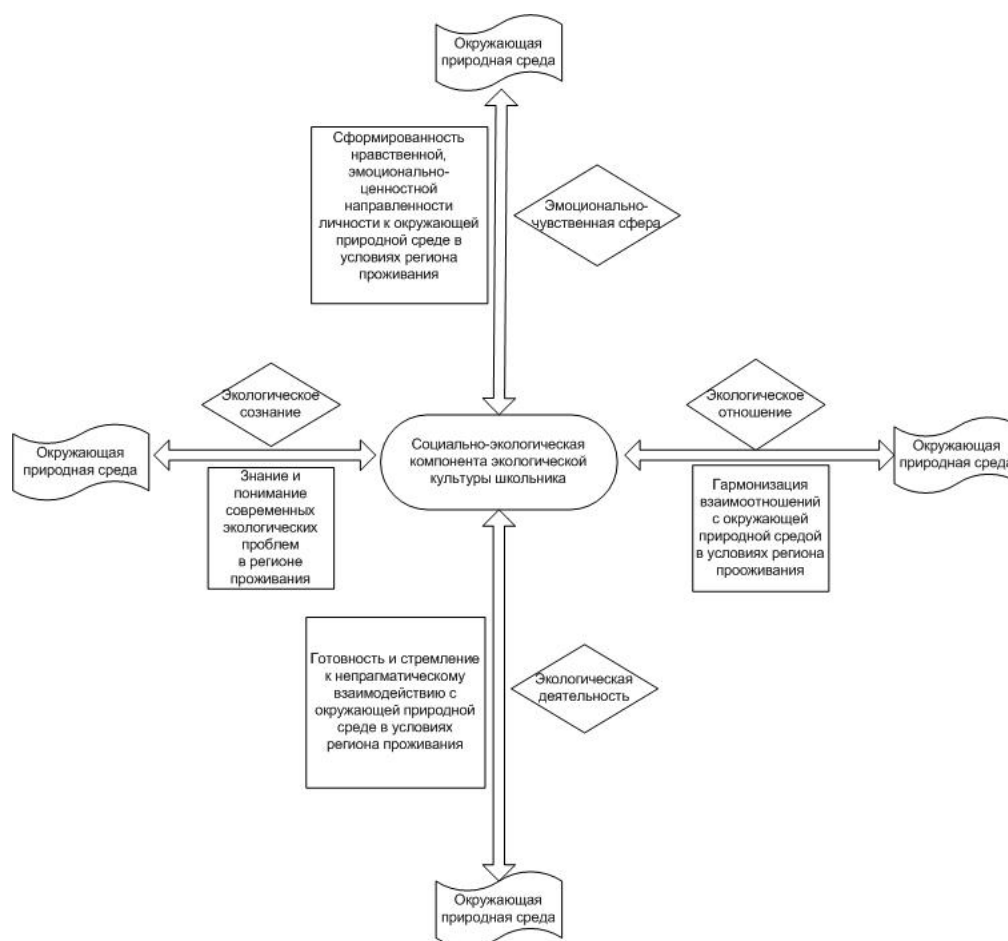 Окружающая
природная среда
Сформированность
нравственной,
эмоционально-
ценностной
направленности
личности к окружающей
природной среде в
условиях региона
проживания
Эмоционально-
чувственная сфера
Экологическое
сознание
Экологическое
отношение
Окружающая
природная среда
Социально-экологическая
компонента экологической
культуры школьника
Окружающая
природная среда
Знание и
понимание
современных
экологических
проблем
в регионе
проживания
Гармонизация
взаимоотношений
с окружающей
природной средой
в условиях региона
прооживания
Готовность и стремление
к непрагматическому
взаимодействию с
окружающей природной
среде в условиях
региона проживания
Экологическая
деятельность
Окружающая
природная среда